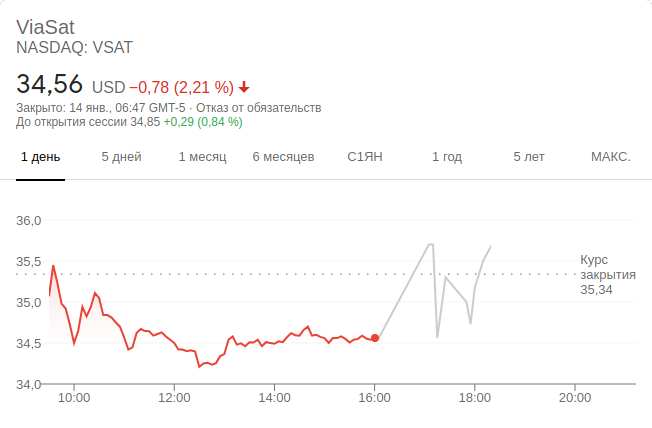 ViaSat
NASDAQ: VSAT
34,56 USD −0,78 (2,21 %)
Закрыто: 14 янв., 06:47 GMT-5 · Отказ от обязательств
До открытия сессии 34,85 +0,29 (0,84 %)
1 день 5 дней 1 месяц 6 месяцев С1ЯН 1 год 5 лет МАКС.
36,0
35,5
35,0
34,5
34,0
Курс
закрытия
35,34
10:00 12:00 14:00 16:00 18:00 20:00